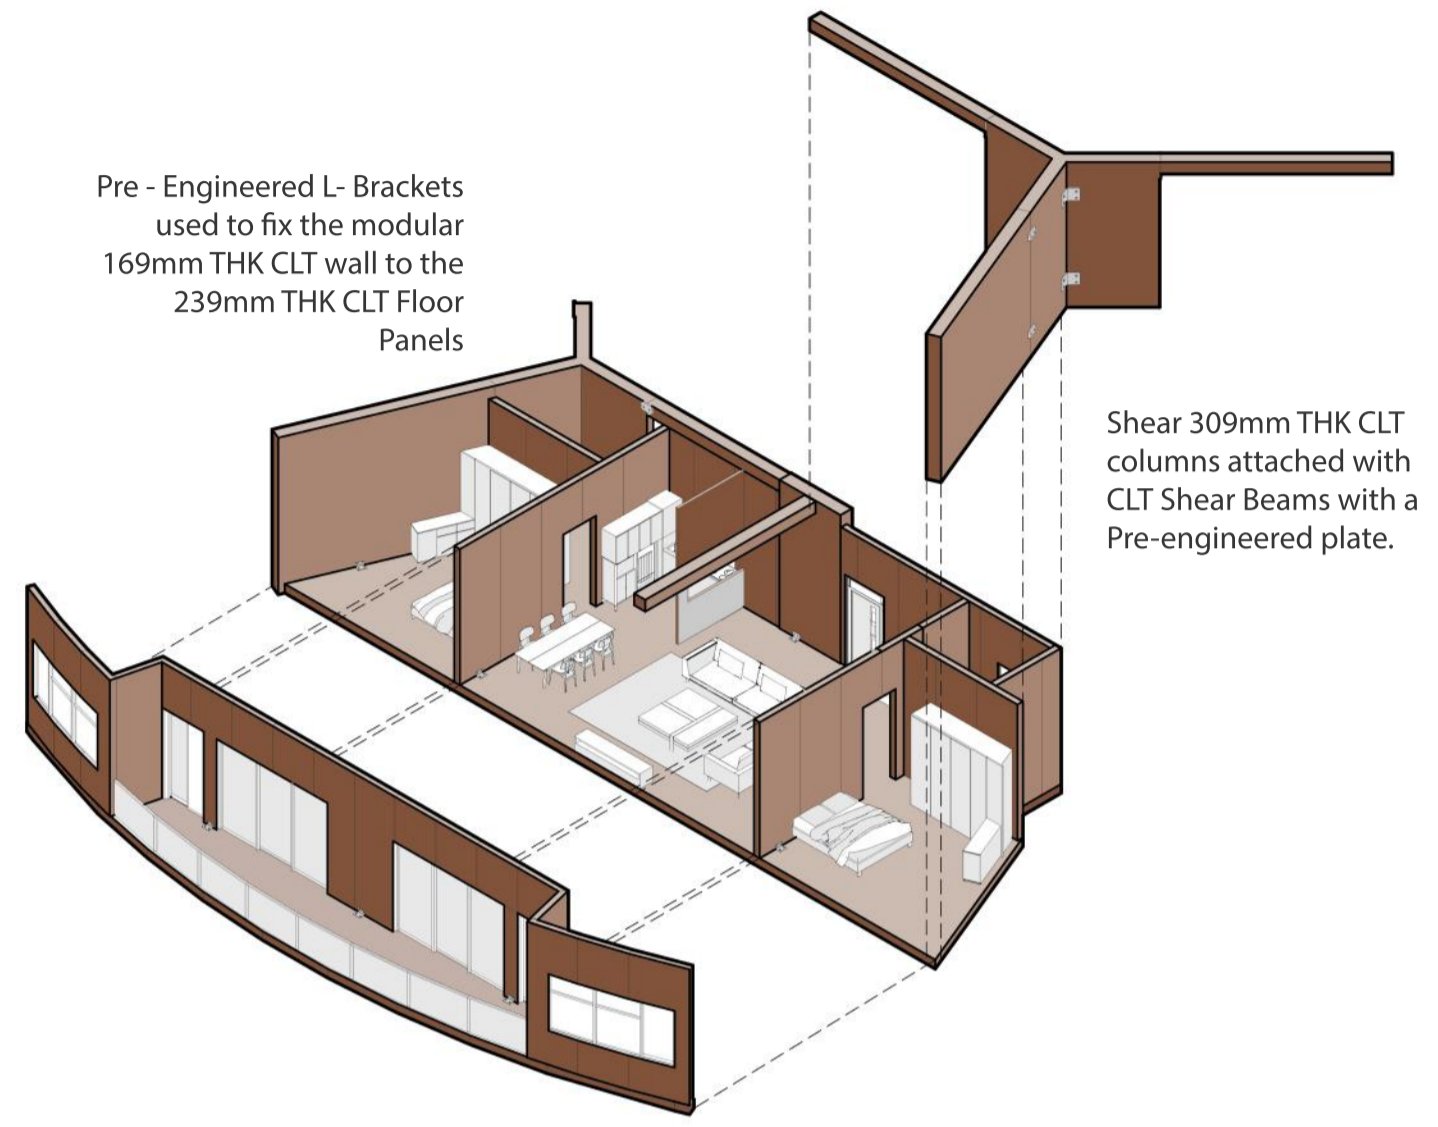 Pre - Engineered L- Brackets
used to fix the modular
169mm THK CLT wall to the
239mm THK CLT Floor
Panels
Shear 309mm THK CLT
columns attached with
CLT Shear Beams with a
Pre-engineered plate.